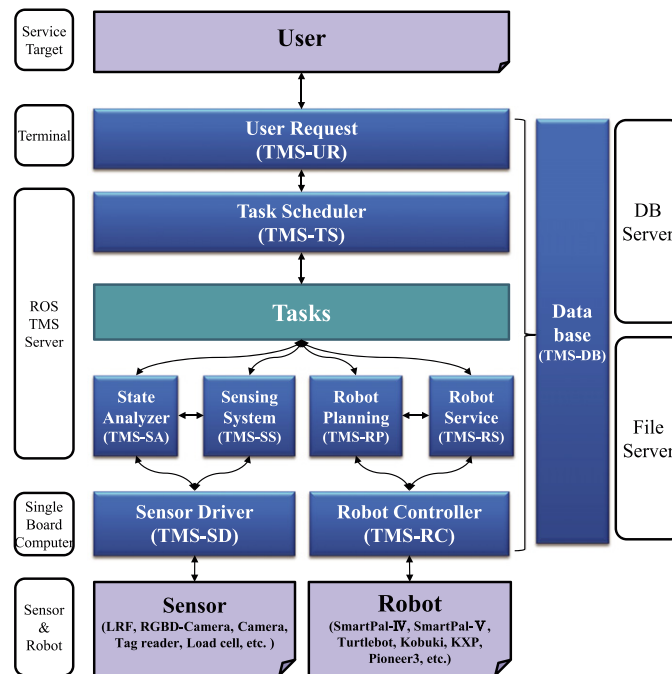 Service
Target
User
Terminal
User Request
(TMS-UR)
Task Scheduler
(TMS-TS)
ROS
TMS
Server
Tasks
State
Analyzer
(TMS-SA)
Sensing
System
(TMS-SS)
Robot
Planning
(TMS-RP)
Robot
Service
(TMS-RS)
Data
base
(TMS-DB)
DB
Server
File
Server
Single
Board
Computer
Sensor Driver
(TMS-SD)
Robot Controller
(TMS-RC)
Sensor
&
Robot
Sensor
(LRF, RGBD-Camera, Camera,
Tag reader, Load cell, etc. )
Robot
(SmartPal-Ⅳ, SmartPal-Ⅴ,
Turtlebot, Kobuki, KXP,
Pioneer3, etc.)